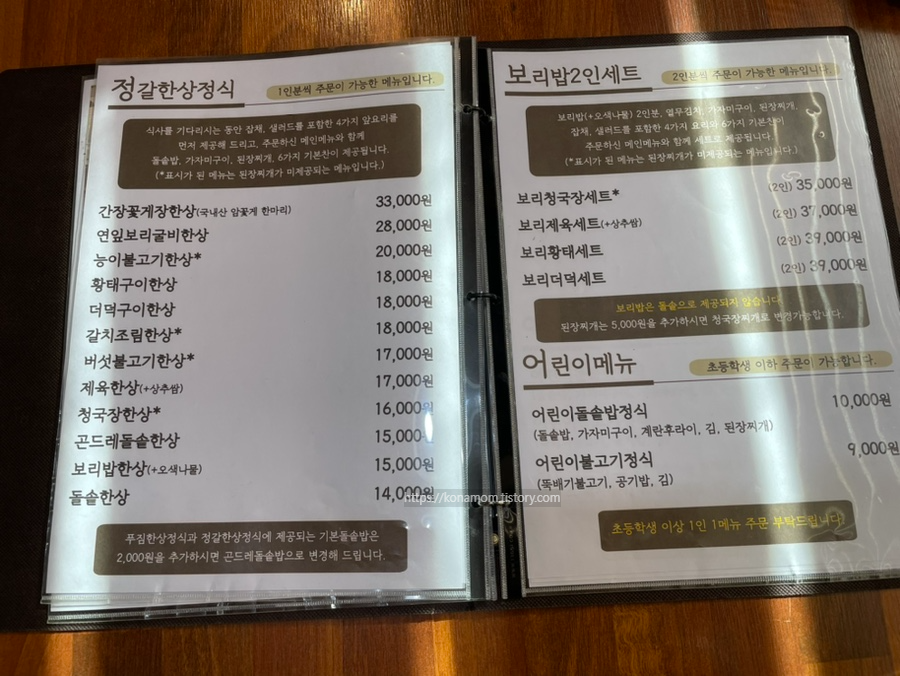 정갈한상정식
1인분씩 주문이 가능한 메뉴입니다.
식사를 기다리시는 동안 잡채, 샐러드를 포함한 4가지 앞요리를
먼저 제공해 드리고, 주문하신 메인메뉴와 함께
돌솥밥, 가자미구이, 된장찌개, 6가지 기본찬이 제공됩니다.
(*표시가 된 메뉴는 된장찌개가 미제공되는 메뉴입니다.)
간장꽃게장한상(국내산 암꽃게 한마리) 33,000원
연잎보리굴비한상 28,000원
능이불고기한상* 20,000원
황태구이한상 18,000원
더덕구이한상 18,000원
갈치조림한상* 18,000원
버섯불고기한상* 17,000원
제육한상(+상추쌈) 17,000원
청국장한상* 16,000원
곤드레돌솥한상 15,000원
보리밥한상(+오색나물) 15,000원
돌솥한상 14,000원
푸짐한상정식과 정갈한상정식에 제공되는 기본돌솥밥은
2,000원을 추가하시면 곤드레돌솥밥으로 변경해 드립니다.
보리밥2인세트
2인분씩 주문이 가능한 메뉴입니다.
보리밥(+오색나물) 2인분, 열무김치, 가자미구이, 된장찌개,
잡채, 샐러드를 포함한 4가지 요리와 6가지 기본찬이
주문하신 메인메뉴와 함께 세트로 제공됩니다.
(*표시가 된 메뉴는 된장찌개가 미제공되는 메뉴입니다.)
보리청국장세트* (2인) 35,000원
보리제육세트(+상추쌈) (2인) 37,000원
보리황태세트 (2인) 39,000원
보리더덕세트 (2인) 39,000원
보리밥은 돌솥으로 제공되지 않습니다.
된장찌개는 5,000원을 추가하시면 청국장찌개로 변경가능합니다.
어린이메뉴
초등학생 이하 주문이 가능합니다.
어린이돌솥밥정식 10,000원
(돌솥밥, 가자미구이, 계란후라이, 김, 된장찌개)
어린이불고기정식 9,000원
(뚝배기불고기, 공기밥, 김)
초등학생 이상 1인 1메뉴 주문 부탁드립니다.
https://konamom.tistory.com